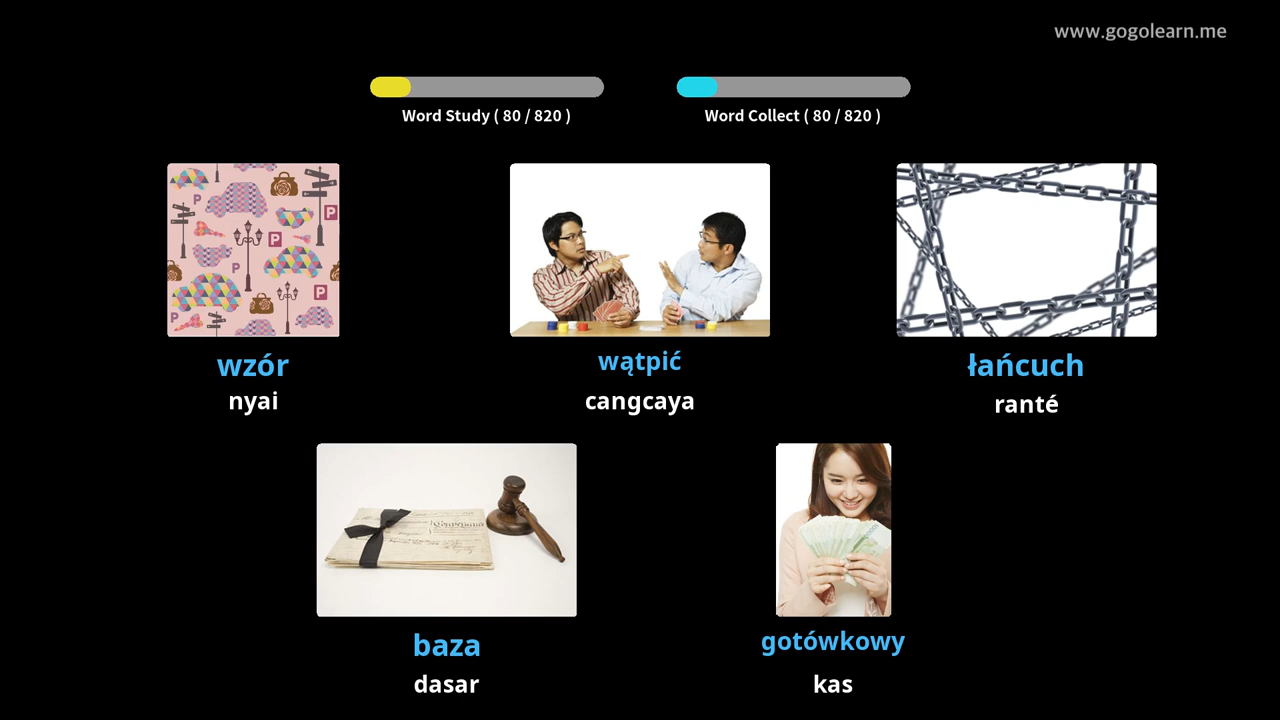 www.gogolearn.me
Word Study ( 80 / 820 )
Word Collect ( 80 / 820 )
P
P
P
P
P
P
wzór
nyai
wątpić
cangcaya
łańcuch
ranté
baza
dasar
gotówkowy
kas